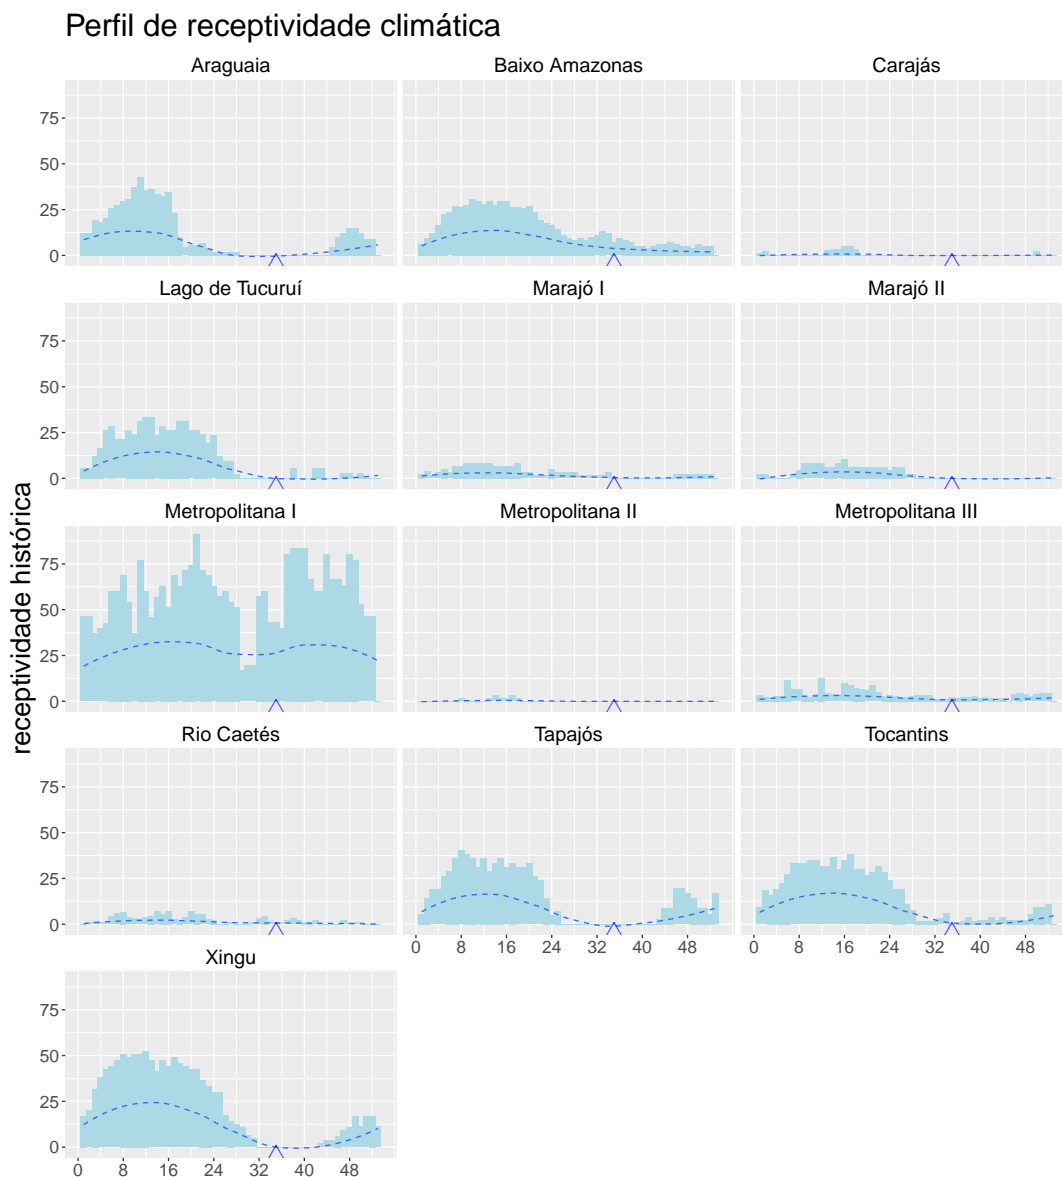 Perfil de receptividade climática
Araguaia
Baixo Amazonas
Carajás
75
50
25
0
Lago de Tucuruí
Marajó I
Marajó II
75
50
25
0
receptividade histórica
Metropolitana I
Metropolitana II
Metropolitana III
75
50
25
0
Rio Caetés
Tapajós
Tocantins
75
50
25
0
0 8 16 24 32 40 48
0 8 16 24 32 40 48
Xingu
75
50
25
0
0 8 16 24 32 40 48